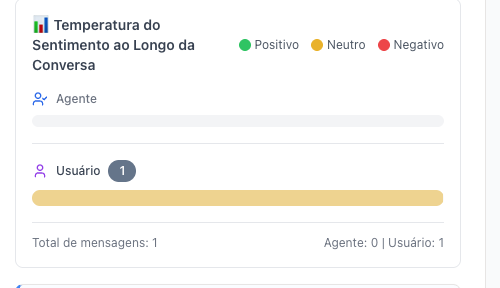 📊 Temperatura do
Sentimento ao Longo da
Conversa
Positivo
Neutro
Negativo
Agente
Usuário 1
Total de mensagens: 1
Agente: 0 | Usuário: 1